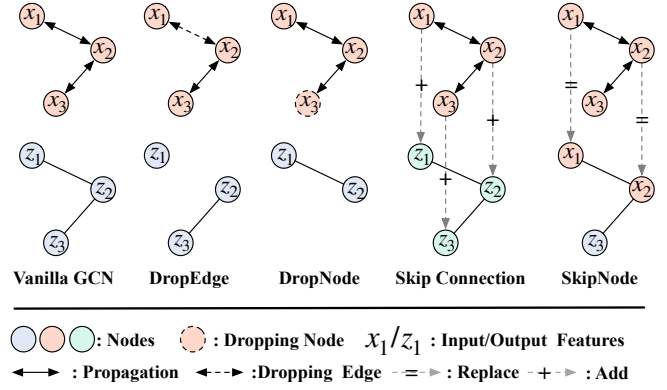 x₁ x₁ x₁ x₁ x₁
x₂ x₂ x₂ x₂ x₂
x₃ x₃ x₃ + x₃ = x₃
+ =
z₁ z₁ z₁ z₁ x₁
+
z₂ z₂ z₂ z₂ x₂
z₃ z₃ z₃ z₃
Vanilla GCN DropEdge DropNode Skip Connection SkipNode
: Nodes : Dropping Node x₁/z₁ : Input/Output Features
: Propagation :Dropping Edge = : Replace + : Add